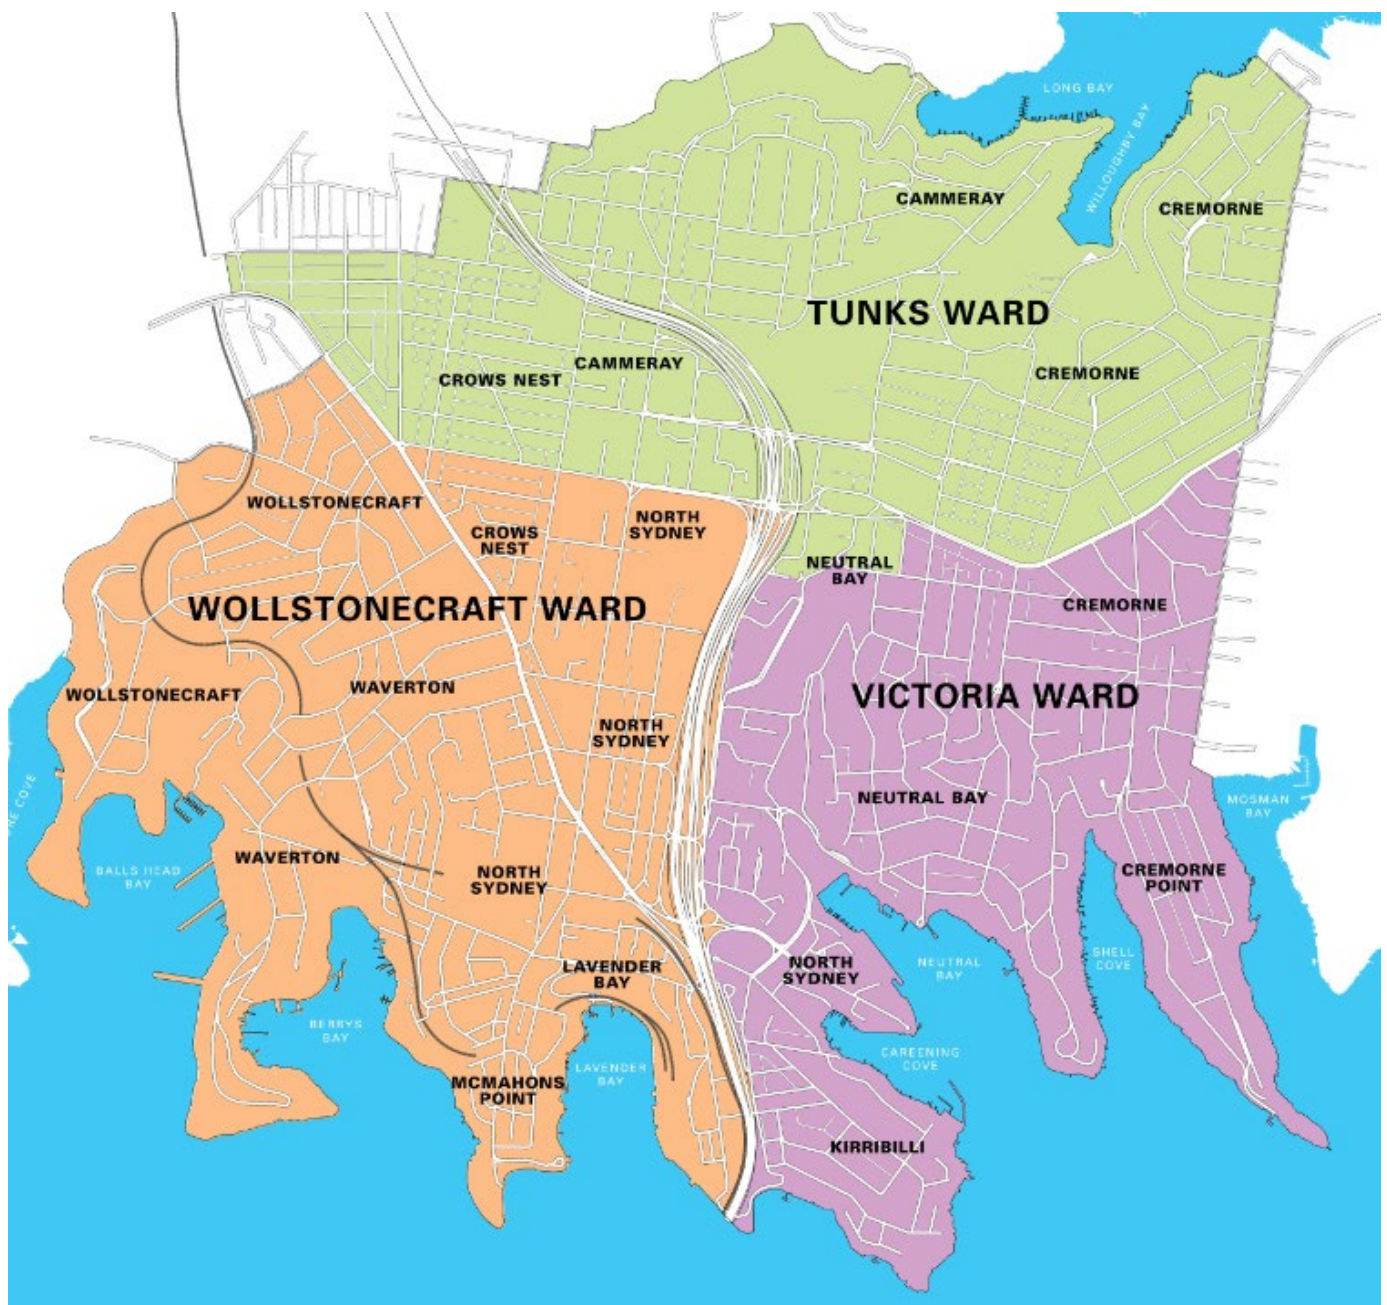 LONG BAY
WILLOUGHBY BAY
CAMMERAY
CREMORNE
TUNKS WARD
CAMMERAY
CROWS NEST
CREMORNE
WOLLSTONECRAFT
CROWS
NEST
NORTH
SYDNEY
NEUTRAL
BAY
WOLLSTONECRAFT WARD
CREMORNE
WOLLSTONECRAFT
WAVERTON
VICTORIA WARD
NORTH
SYDNEY
NEUTRAL BAY
MOSMAN
BAY
RE COVE
WAVERTON
BALLS HEAD
BAY
NORTH
SYDNEY
CREMORNE
POINT
LAVENDER
BAY
NORTH
SYDNEY
NEUTRAL
BAY
SHELL
COVE
BERRYS
BAY
LAVENDER
BAY
CAREENING
COVE
MCMAHONS
POINT
KIRRIBILLI